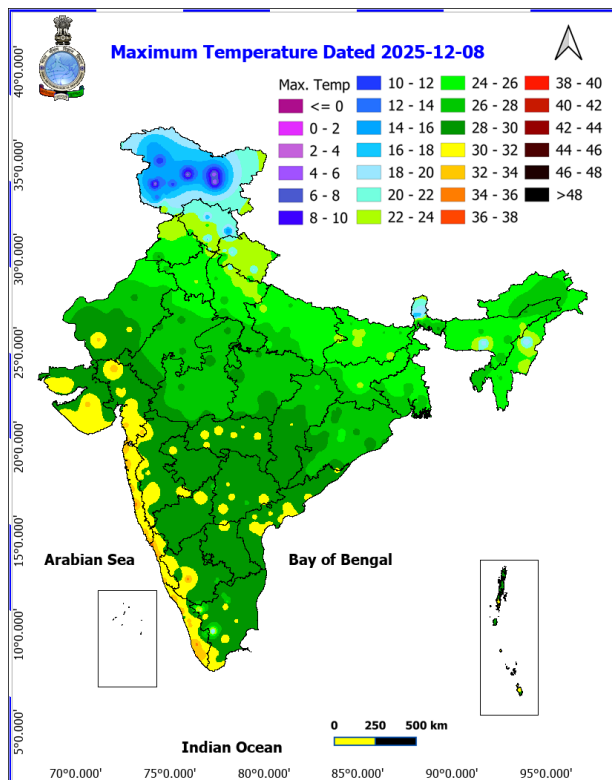 Maximum Temperature Dated 2025-12-08
Max. Temp
<= 0
0 - 2
2 - 4
4 - 6
6 - 8
8 - 10
10 - 12
12 - 14
14 - 16
16 - 18
18 - 20
20 - 22
22 - 24
24 - 26
26 - 28
28 - 30
30 - 32
32 - 34
34 - 36
36 - 38
38 - 40
40 - 42
42 - 44
44 - 46
46 - 48
>48
40°0.000'
35°0.000'
30°0.000'
25°0.000'
20°0.000'
15°0.000'
10°0.000'
5°0.000'
Arabian Sea
Bay of Bengal
Indian Ocean
0 250 500 km
70°0.000' 75°0.000' 80°0.000' 85°0.000' 90°0.000' 95°0.000'